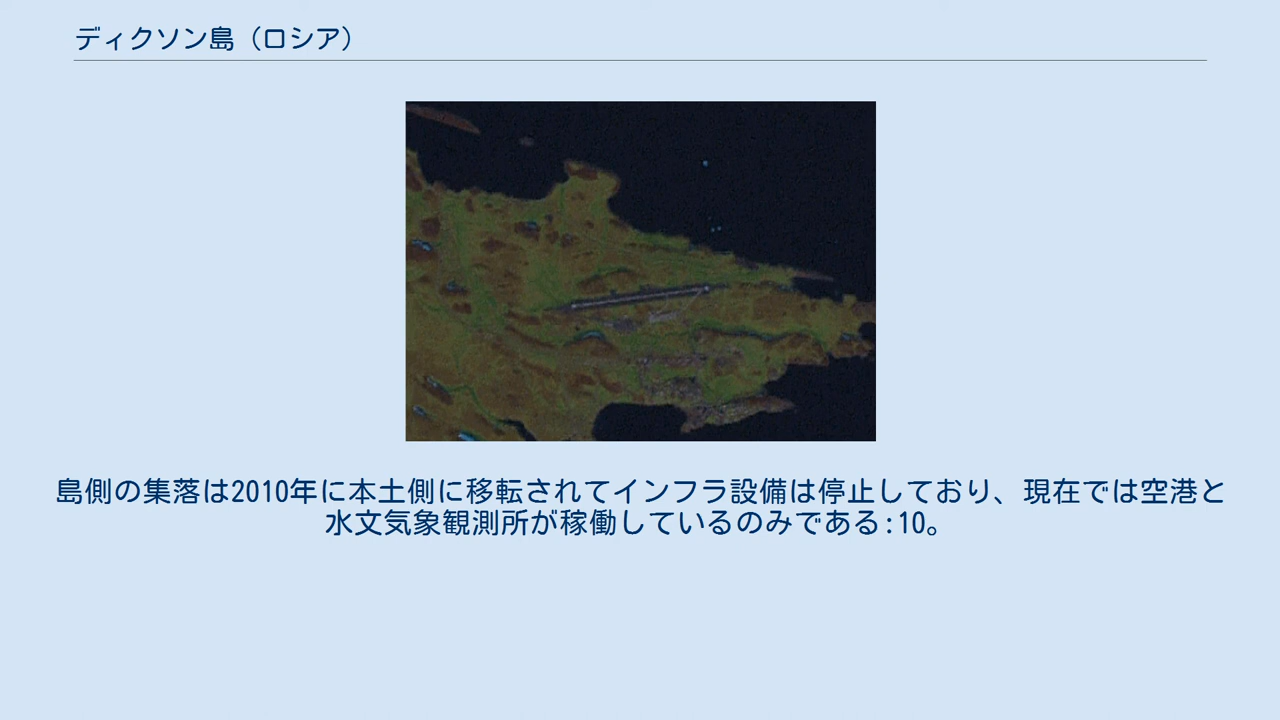 ディクソン島（ロシア）
島側の集落は2010年に本土側に移転されてインフラ設備は停止しており、現在では空港と
水文気象観測所が稼働しているのみである:10。